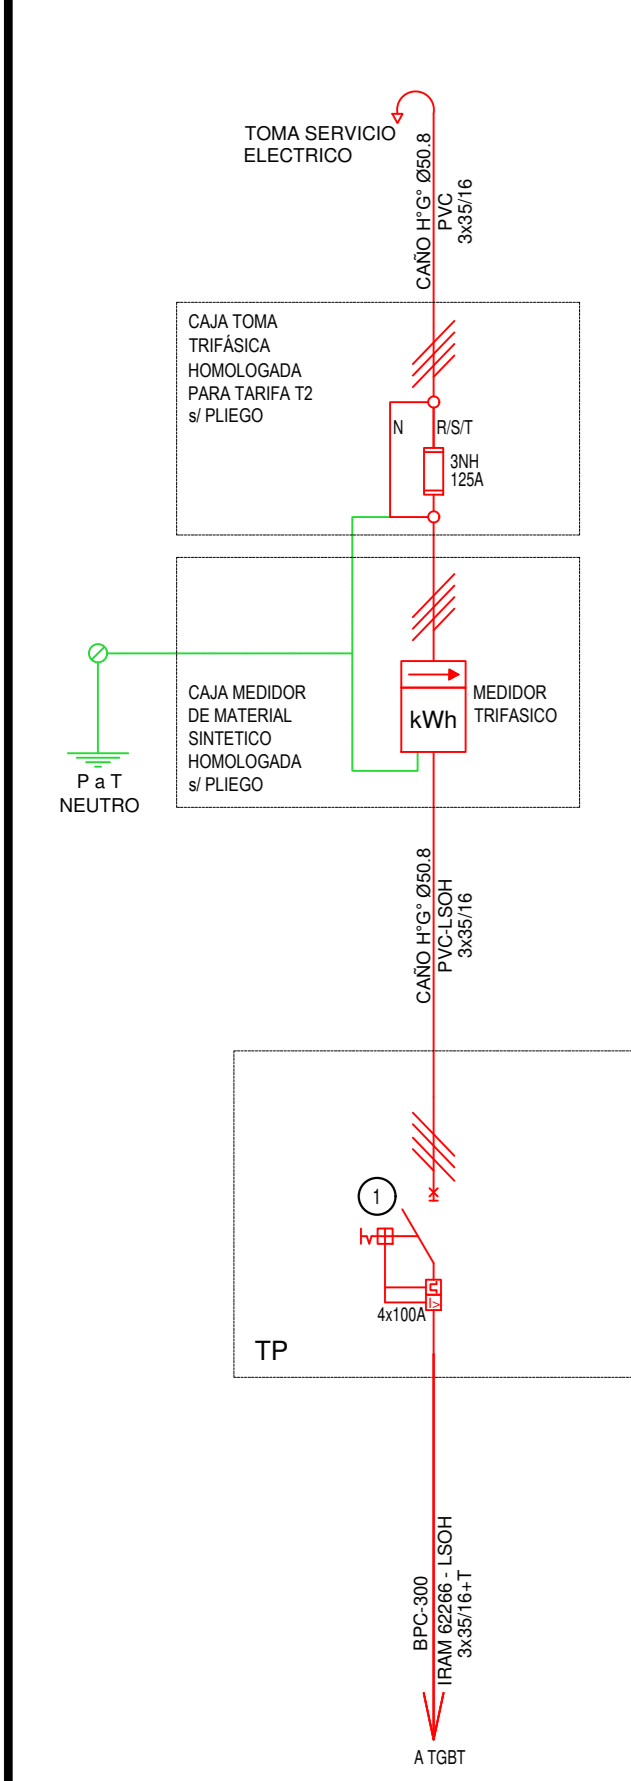 TOMA SERVICIO
ELECTRICO
CAÑO H°G° Ø50.8
PVC
3x35/16
CAJA TOMA
TRIFÁSICA
HOMOLOGADA
PARA TARIFA T2
s/ PLIEGO
N
R/S/T
3NH
125A
CAJA MEDIDOR
DE MATERIAL
SINTETICO
HOMOLOGADA
s/ PLIEGO
kWh
MEDIDOR
TRIFASICO
P a T
NEUTRO
CAÑO H°G° Ø50.8
PVC-LSOH
3x35/16
1
I>
4x100A
TP
BPC-300
IRAM 62266 - LSOH
3x35/16+T
A TGBT